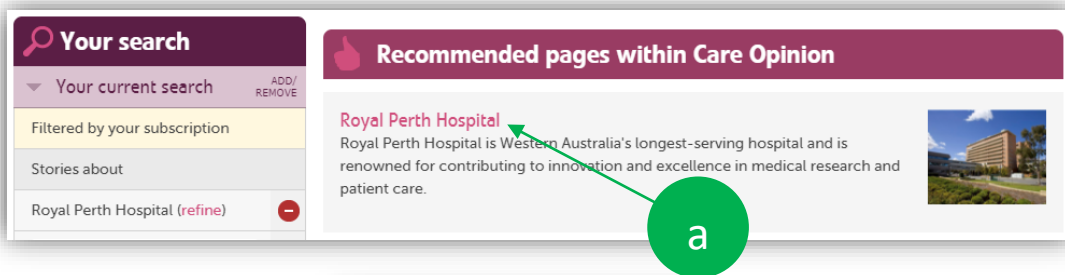 Your search
Your current search
ADD/
REMOVE
Filtered by your subscription
Stories about
Royal Perth Hospital (refine)
Recommended pages within Care Opinion
Royal Perth Hospital
Royal Perth Hospital is Western Australia's longest-serving hospital and is
renowned for contributing to innovation and excellence in medical research and
patient care.
a